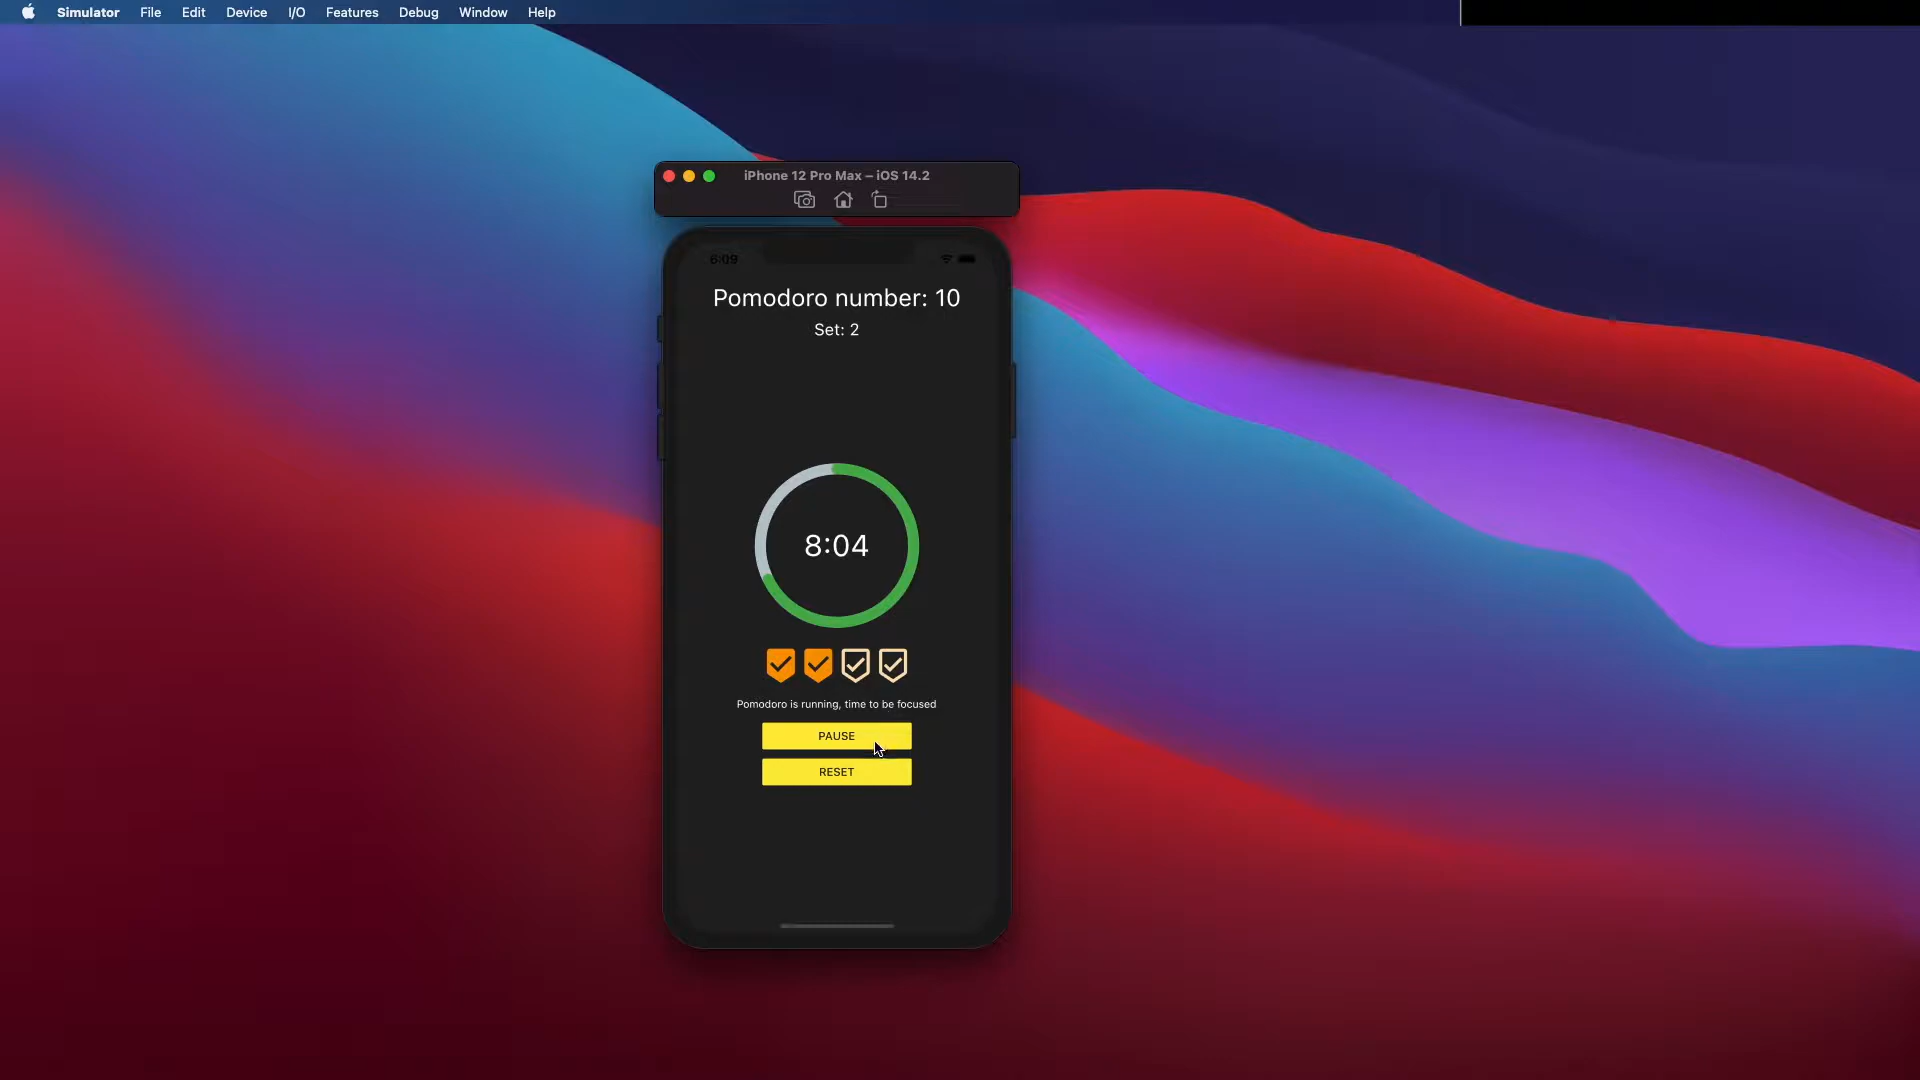 Simulator File Edit Device I/O Features Debug Window Help
iPhone 12 Pro Max – iOS 14.2
6:09
Pomodoro number: 10
Set: 2
8:04
Pomodoro is running, time to be focused
PAUSE
RESET